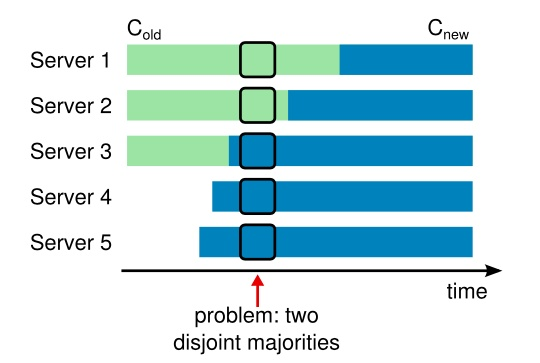 Cold Cnew
Server 1
Server 2
Server 3
Server 4
Server 5
time
problem: two
disjoint majorities